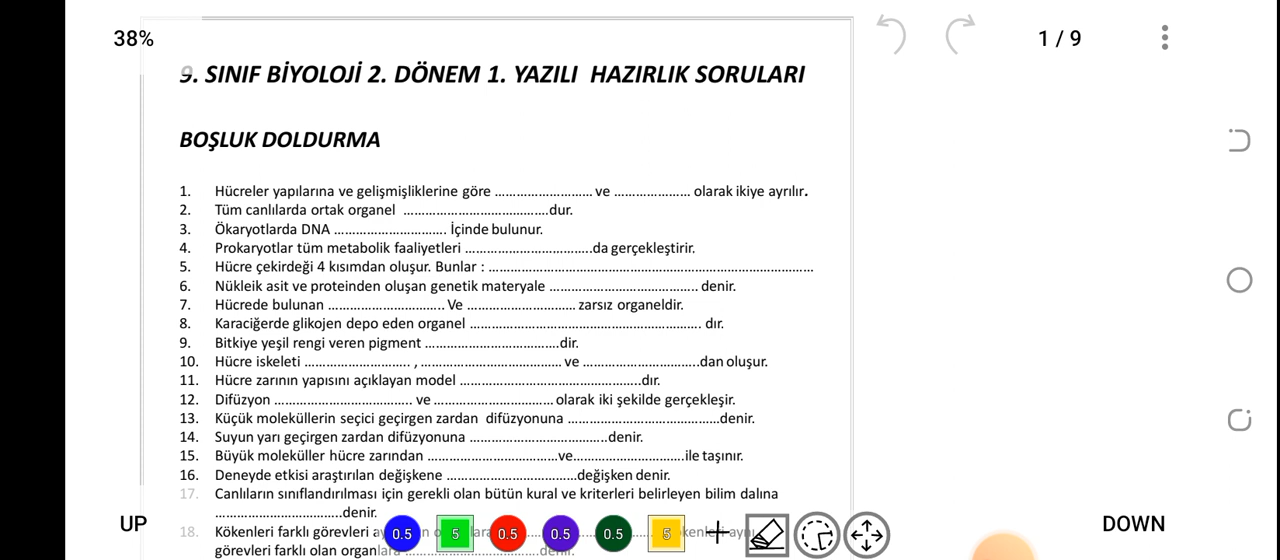 38%
1 / 9
9. SINIF BİYOLOJİ 2. DÖNEM 1. YAZILI HAZIRLIK SORULARI
BOŞLUK DOLDURMA
1. Hücreler yapılarına ve gelişmişliklerine göre ............................ ve ..................... olarak ikiye ayrılır.
2. Tüm canlılarda ortak organel ........................................dur.
3. Ökaryotlarda DNA ............................... İçinde bulunur.
4. Prokaryotlar tüm metabolik faaliyetleri ...................................da gerçekleştirir.
5. Hücre çekirdeği 4 kısımdan oluşur. Bunlar : ..........................................................................................
6. Nükleik asit ve proteinden oluşan genetik materyale ......................................... denir.
7. Hücrede bulunan ................................ Ve .............................. zarsız organeldir.
8. Karaciğerde glikojen depo eden organel ................................................................ dır.
9. Bitkiye yeşil rengi veren pigment .....................................dir.
10. Hücre iskeleti ............................. , ....................................... ve ................................dan oluşur.
11. Hücre zarının yapısını açıklayan model ..................................................dır.
12. Difüzyon ...................................... ve ................................. olarak iki şekilde gerçekleşir.
13. Küçük moleküllerin seçici geçirgen zardan difüzyonuna ..........................................denir.
14. Suyun yarı geçirgen zardan difüzyonuna ......................................denir.
15. Büyük moleküller hücre zarından ....................................ve...............................ile taşınır.
16. Deneyde etkisi araştırılan değişkene ....................................değişken denir.
17. Canlıların sınıflandırılması için gerekli olan bütün kural ve kriterleri belirleyen bilim dalına
...................................denir.
18. Kökenleri farklı görevleri
görevleri farklı olan organlara ..................................... denir.
UP
0.5
5
0.5
0.5
0.5
5
DOWN